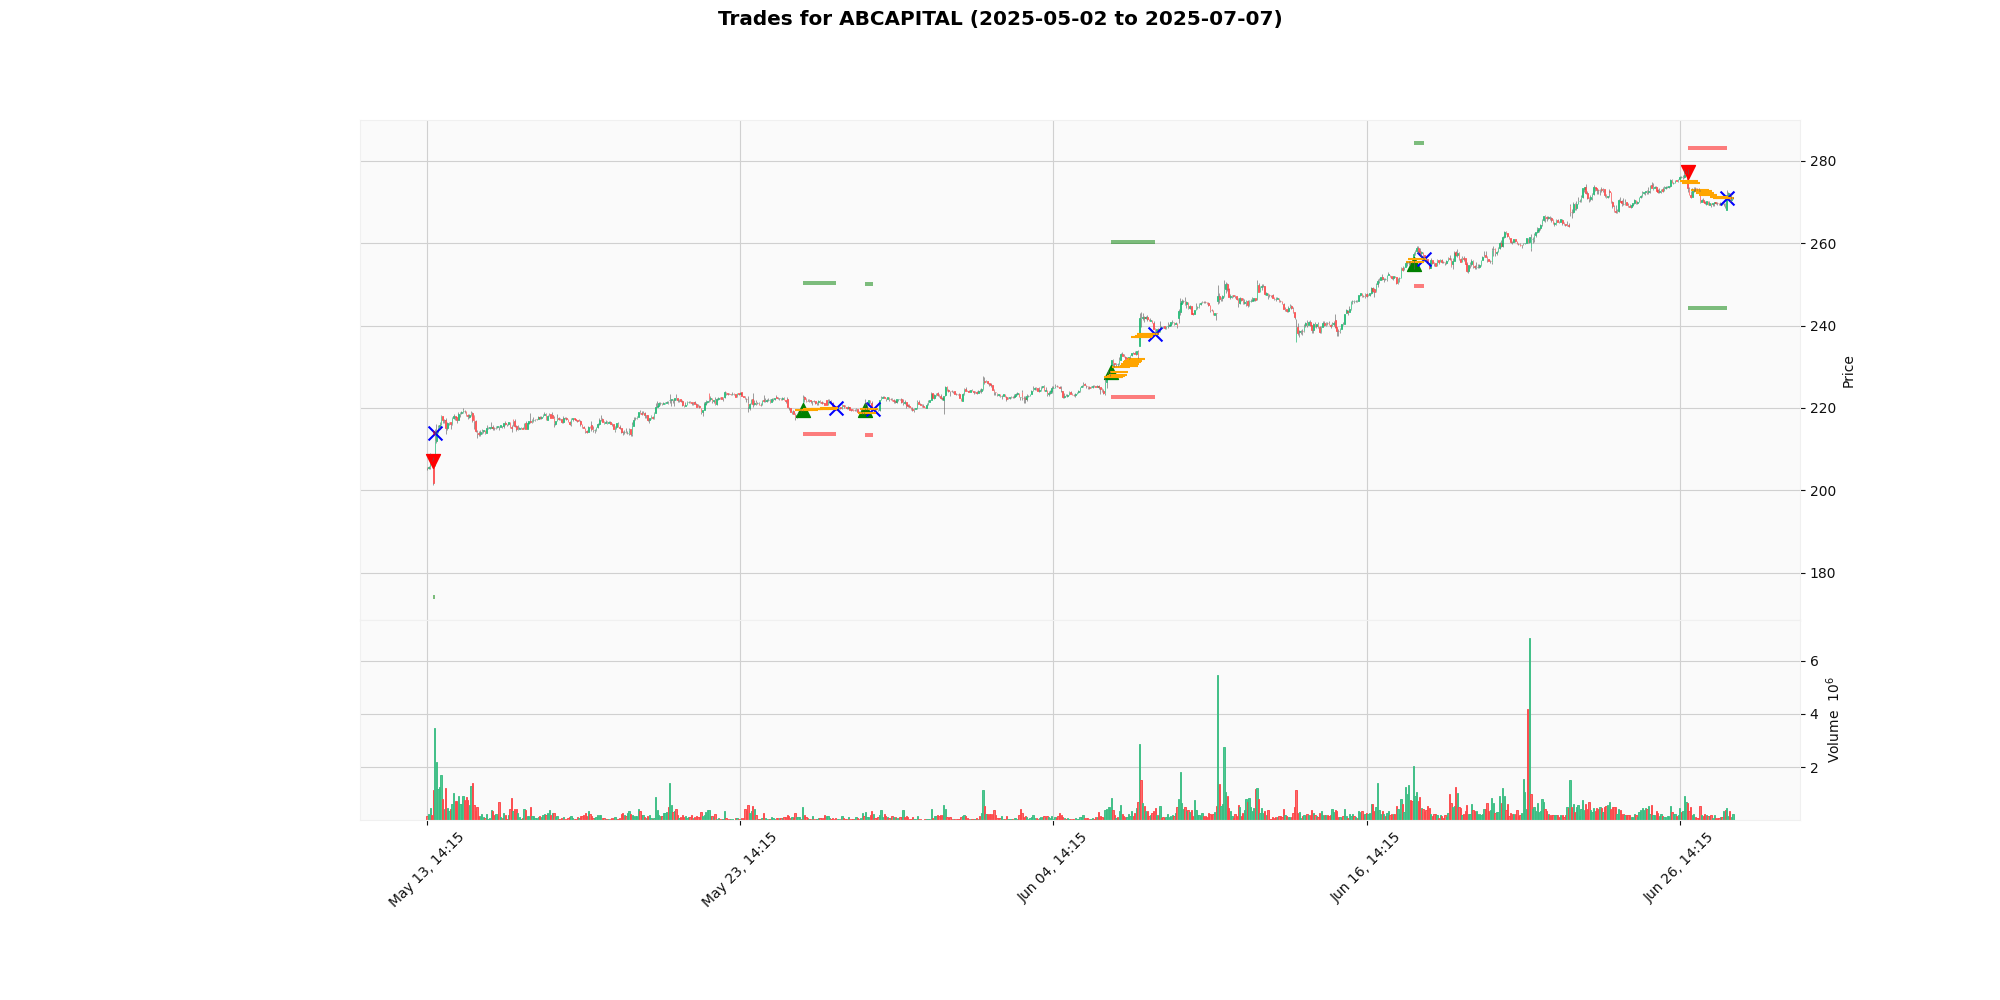 Trades for ABCAPITAL (2025-05-02 to 2025-07-07)
280
260
240
220
200
180
Price
6
4
2
Volume 10^6
May 13, 14:15
May 23, 14:15
Jun 04, 14:15
Jun 16, 14:15
Jun 26, 14:15